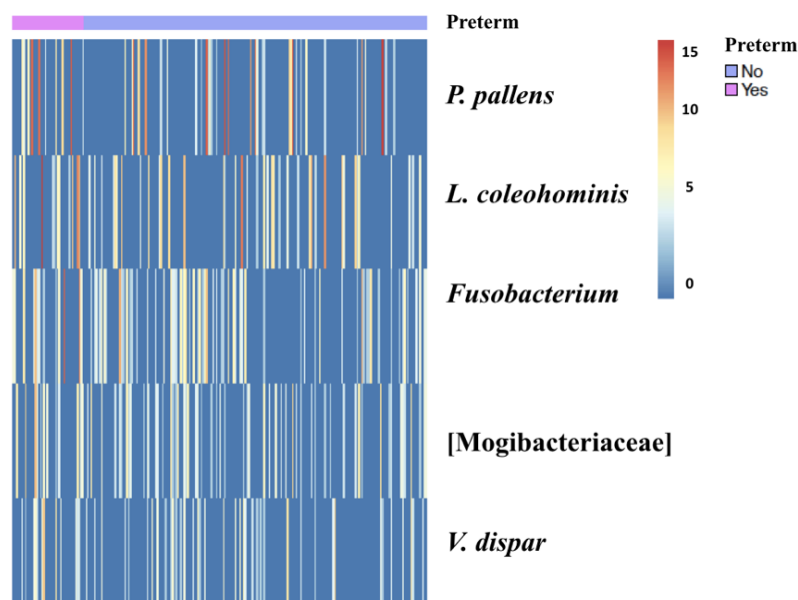 Preterm
P. pallens
L. coleohominis
Fusobacterium
[Mogibacteriaceae]
V. dispar
15
10
5
0
Preterm
No
Yes